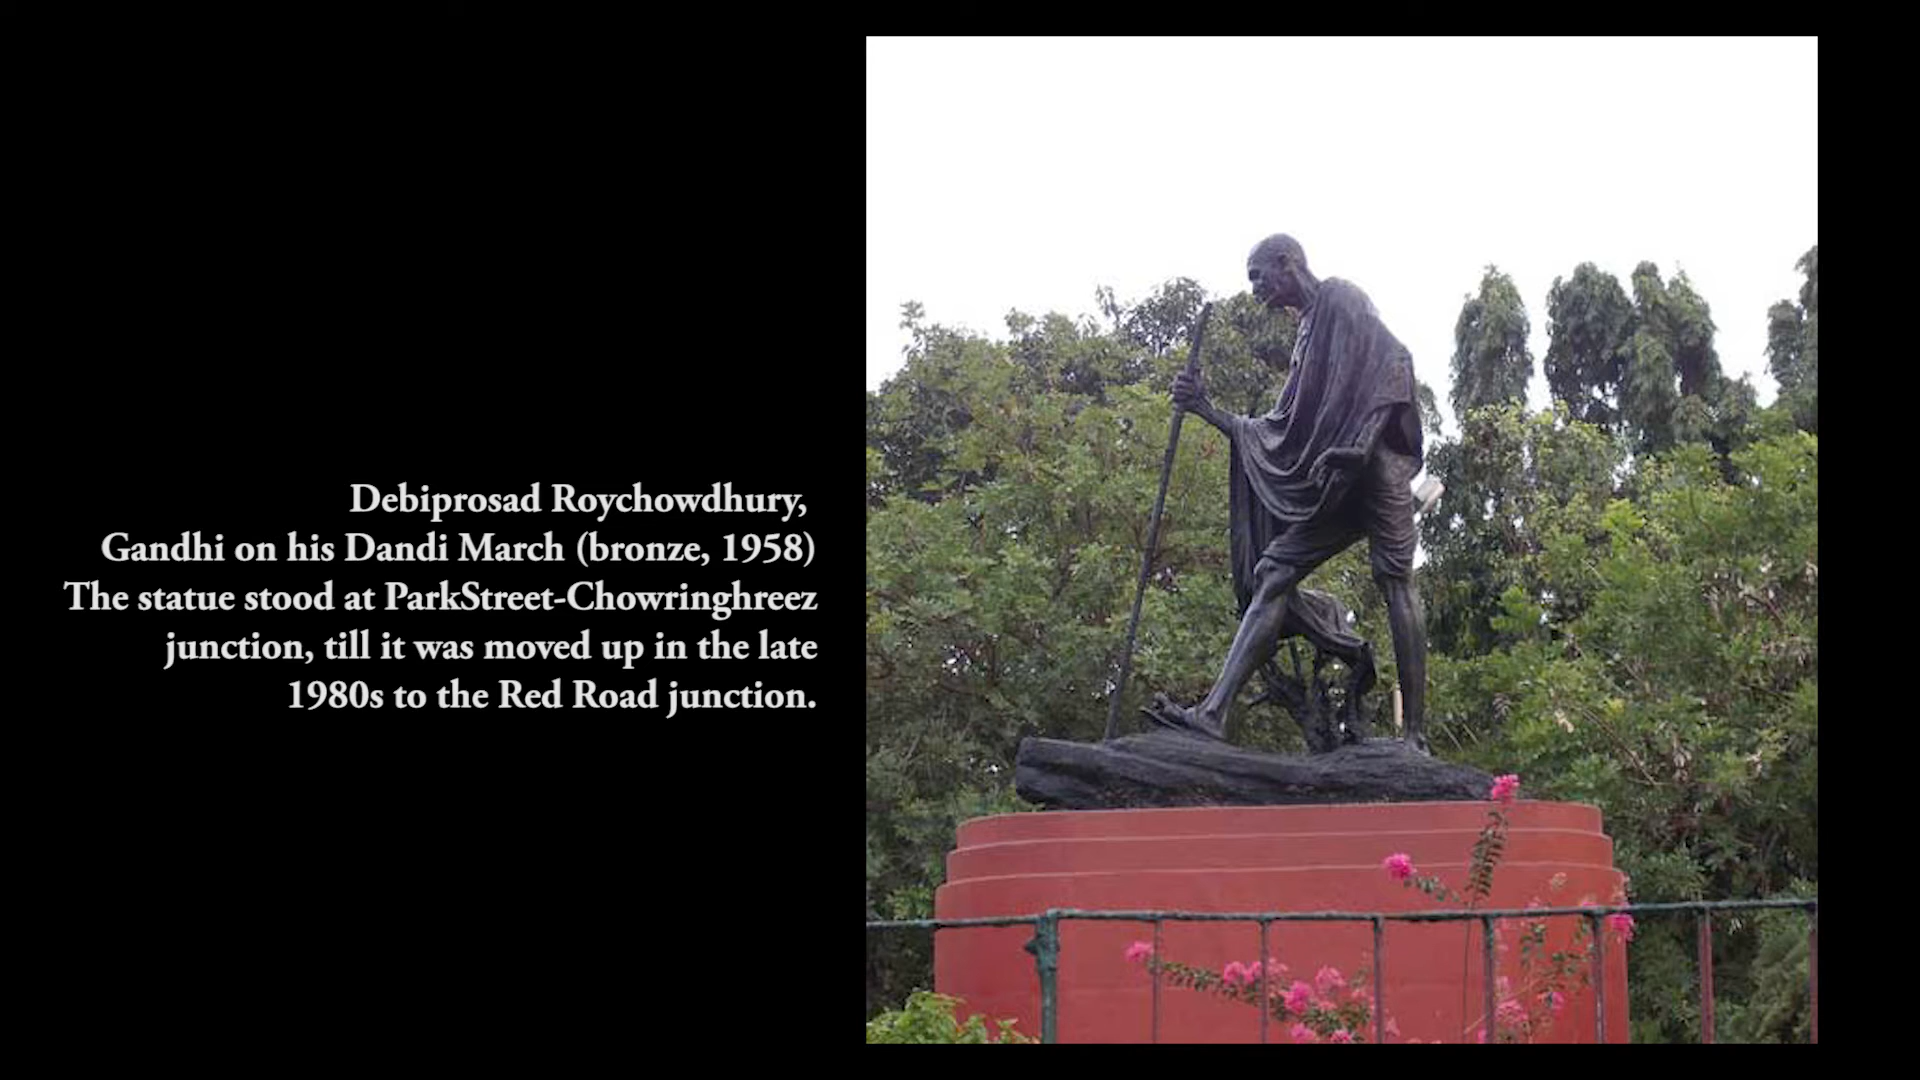 Debiprosad Roychowdhury,
Gandhi on his Dandi March (bronze, 1958)
The statue stood at ParkStreet-Chowringhreez
junction, till it was moved up in the late
1980s to the Red Road junction.